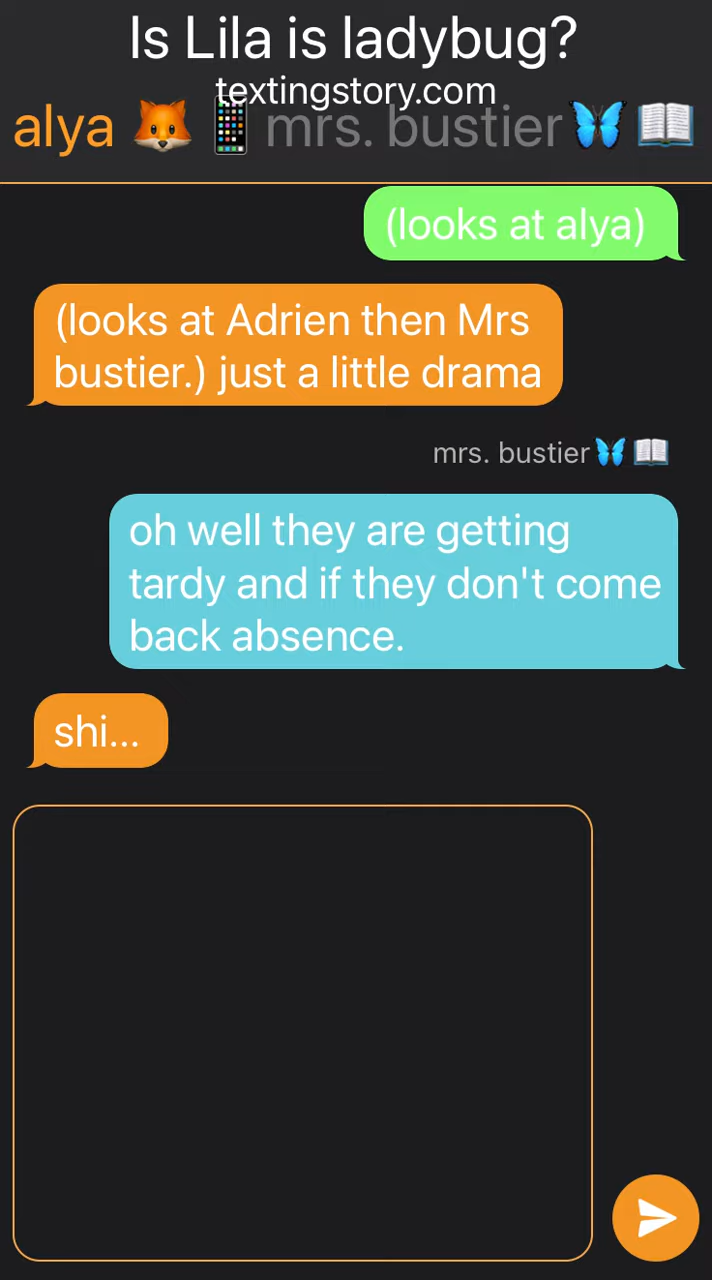 Is Lila is ladybug?
textingstory.com
alya 🦊 📱 mrs. bustier🦋 📖
(looks at alya)
(looks at Adrien then Mrs
bustier.) just a little drama
mrs. bustier🦋 📖
oh well they are getting
tardy and if they don't come
back absence.
shi...